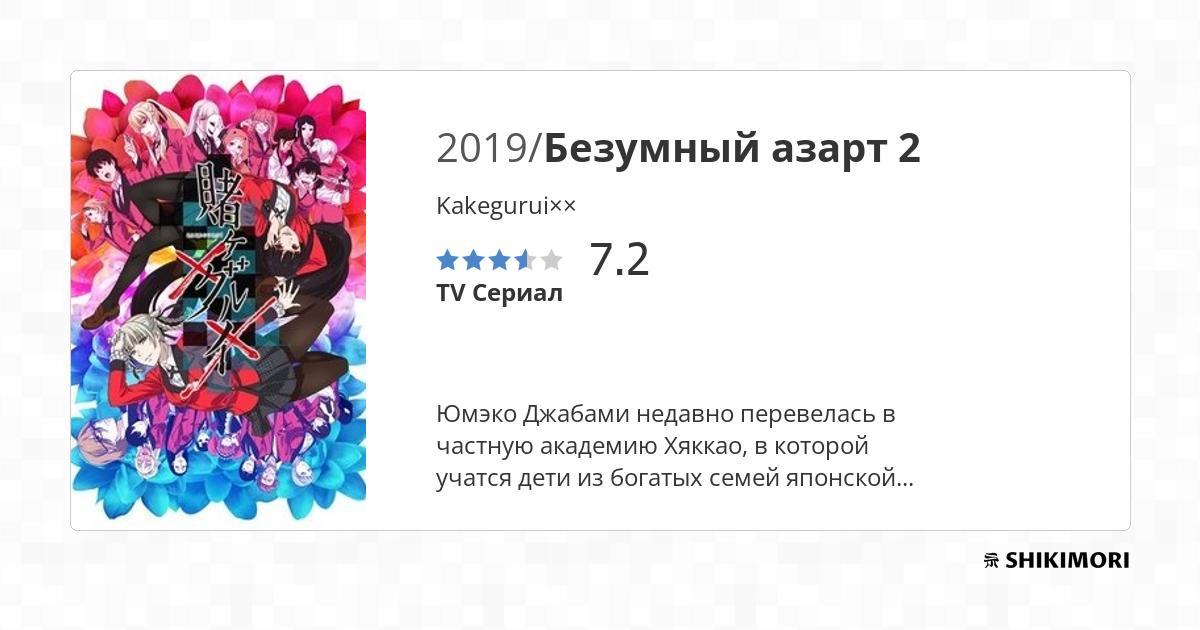 2019/Безумный азарт 2
Kakegurui××
7.2
TV Сериал
Юмэко Джабами недавно перевелась в
частную академию Хяккао, в которой
учатся дети из богатых семей японской...
賭ケグルイ
××
SHIKIMORI